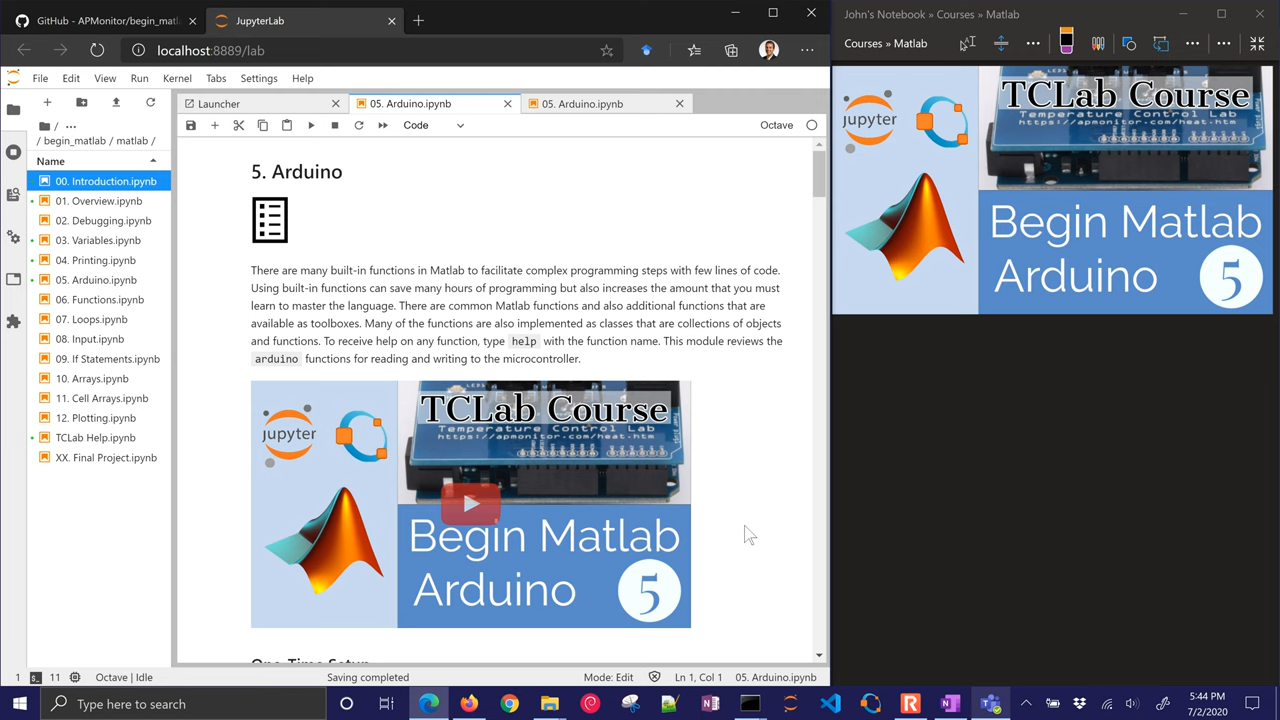 GitHub - APMonitor/begin_matl
JupyterLab
localhost:8889/lab
File Edit View Run Kernel Tabs Settings Help
/ ...
/ begin_matlab / matlab /
Name
00. Introduction.ipynb
01. Overview.ipynb
02. Debugging.ipynb
03. Variables.ipynb
04. Printing.ipynb
05. Arduino.ipynb
06. Functions.ipynb
07. Loops.ipynb
08. Input.ipynb
09. If Statements.ipynb
10. Arrays.ipynb
11. Cell Arrays.ipynb
12. Plotting.ipynb
TCLab Help.ipynb
XX. Final Project.ipynb
Launcher
05. Arduino.ipynb
05. Arduino.ipynb
Code
Octave
5. Arduino
There are many built-in functions in Matlab to facilitate complex programming steps with few lines of code.
Using built-in functions can save many hours of programming but also increases the amount that you must
learn to master the language. There are common Matlab functions and also additional functions that are
available as toolboxes. Many of the functions are also implemented as classes that are collections of objects
and functions. To receive help on any function, type help with the function name. This module reviews the
arduino functions for reading and writing to the microcontroller.
TCLab Course
Temperature Control Lab
https://apmonitor.com/heat.htm
jupyter
Begin Matlab
Arduino 5
One-Time Setup
1 11 Octave | Idle
Saving completed
Mode: Edit
Ln 1, Col 1
05. Arduino.ipynb
John's Notebook » Courses » Matlab
Courses » Matlab
TCLab Course
Temperature Control Lab
https://apmonitor.com/heat.htm
jupyter
Begin Matlab
Arduino 5
Type here to search
5:44 PM
7/2/2020